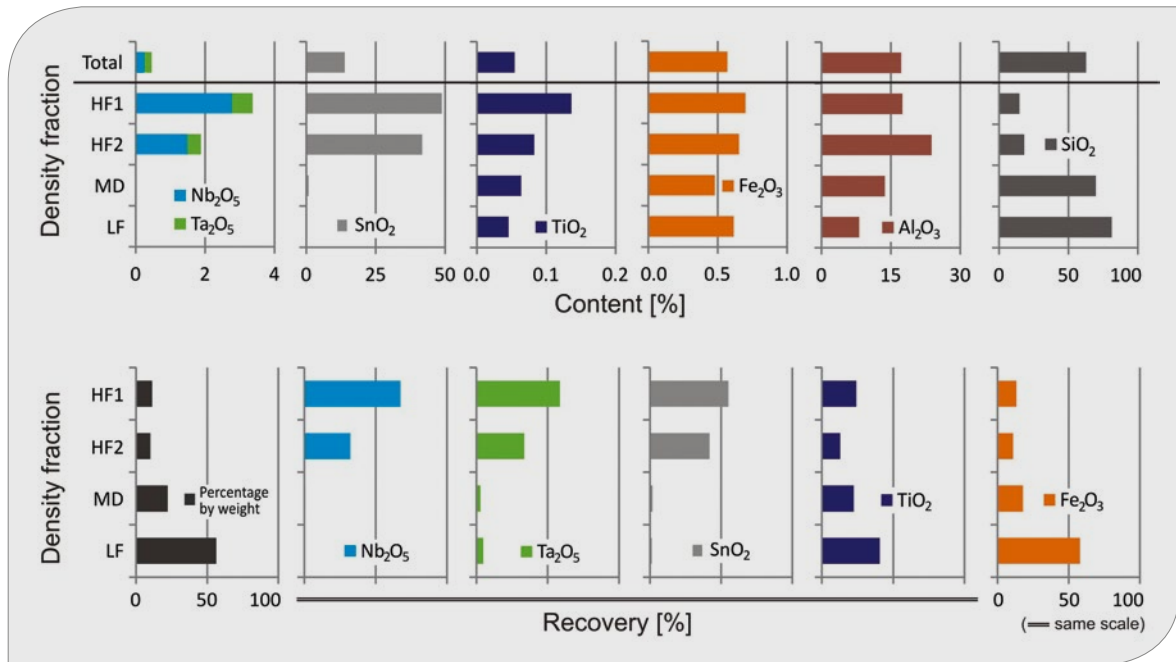 Density fraction
Total
HF1
HF2
MD
LF
Nb₂O₅
Ta₂O₅
SnO₂
TiO₂
Fe₂O₃
Al₂O₃
SiO₂
0 2 4 0 25 50 0.0 0.1 0.2 0.0 0.5 1.0 0 15 30 0 50 100
Content [%]
Density fraction
HF1
HF2
MD
LF
Percentage
by weight
Nb₂O₅
Ta₂O₅
SnO₂
TiO₂
Fe₂O₃
0 50 100 0 50 100
Recovery [%]
( same scale)